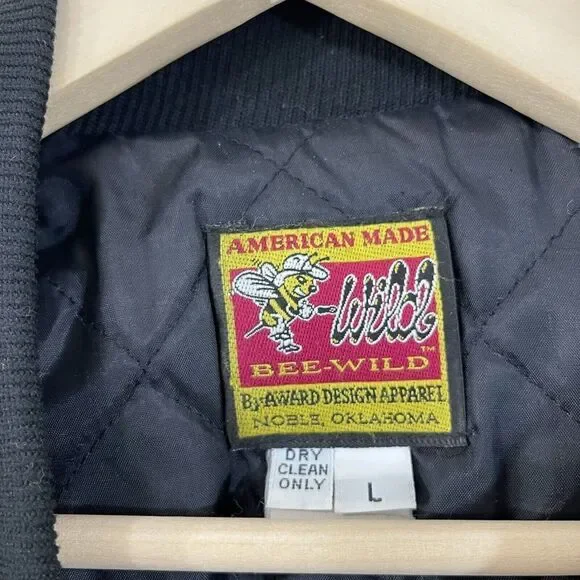 AMERICAN MADE
Wild
BEE-WILD™
By AWARD DESIGN APPAREL
NOBLE, OKLAHOMA
DRY
CLEAN
ONLY
L